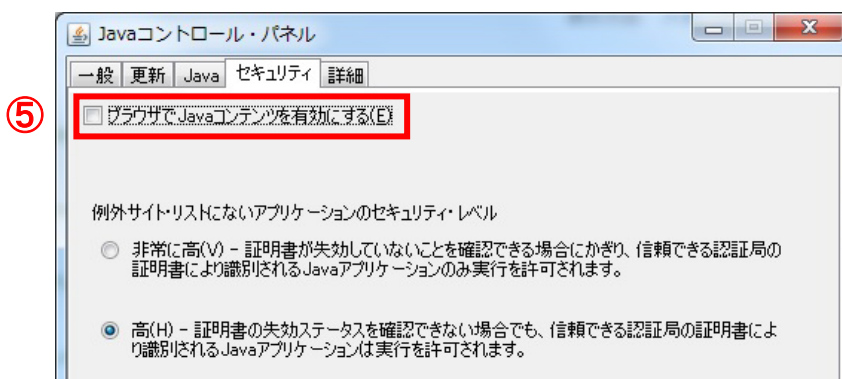 Javaコントロール・パネル
一般 更新 Java セキュリティ 詳細
⑤
ブラウザでJavaコンテンツを有効にする(E)
例外サイト・リストにないアプリケーションのセキュリティ・レベル
非常に高(V) - 証明書が失効していないことを確認できる場合にかぎり、信頼できる認証局の
証明書により識別されるJavaアプリケーションのみ実行を許可されます。
高(H) - 証明書の失効ステータスを確認できない場合でも、信頼できる認証局の証明書によ
り識別されるJavaアプリケーションは実行を許可されます。